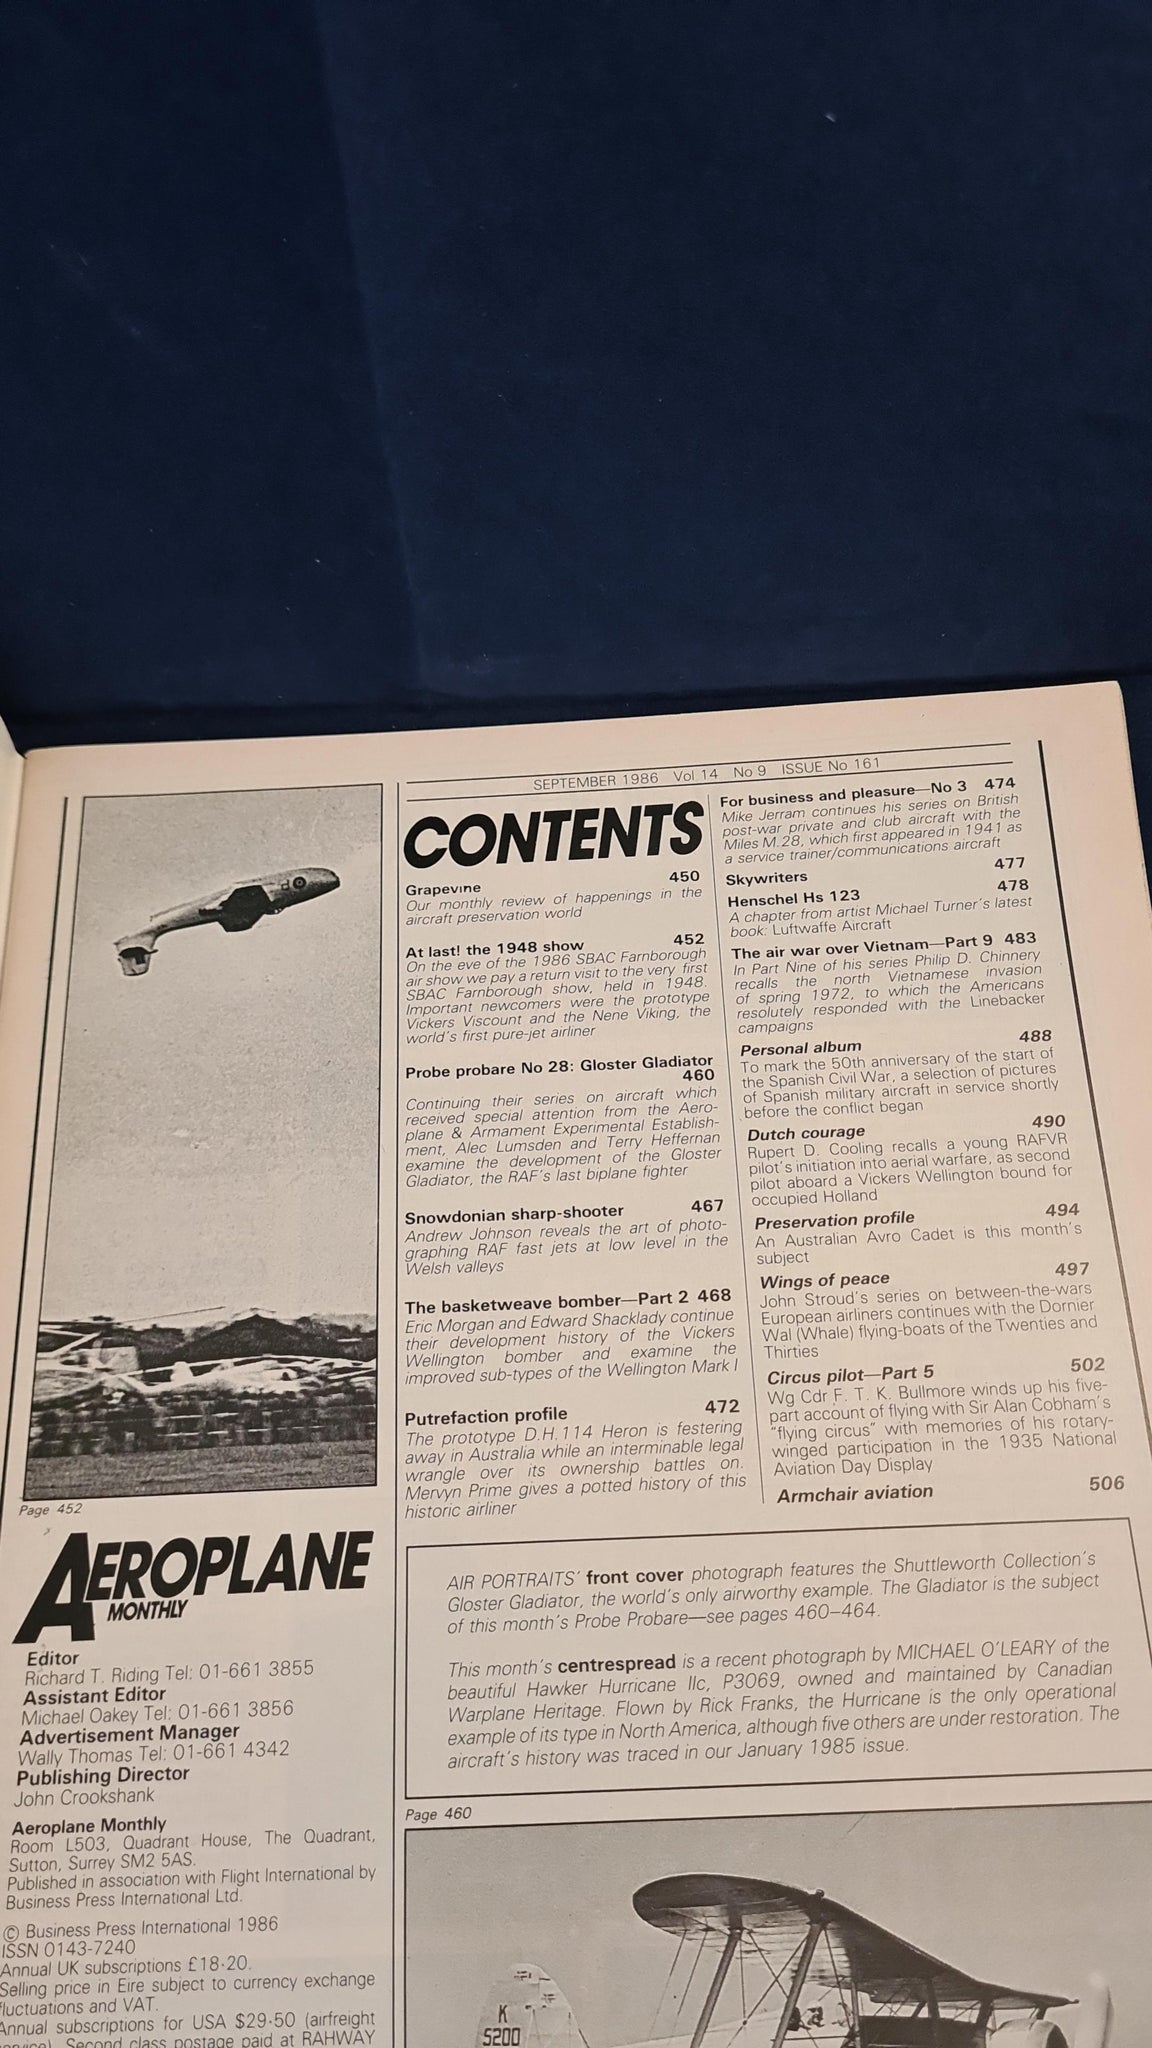 SEPTEMBER 1986 Vol 14 No 9 ISSUE No 161
CONTENTS
Grapevine 450
Our monthly review of happenings in the
aircraft preservation world
At last! the 1948 show 452
On the eve of the 1986 SBAC Farnborough
air show we pay a return visit to the very first
SBAC Farnborough show, held in 1948.
Important newcomers were the prototype
Vickers Viscount and the Nene Viking, the
world's first pure-jet airliner
Probe probare No 28: Gloster Gladiator
460
Continuing their series on aircraft which
received special attention from the Aero-
plane & Armament Experimental Establish-
ment, Alec Lumsden and Terry Heffernan
examine the development of the Gloster
Gladiator, the RAF's last biplane fighter
Snowdonian sharp-shooter 467
Andrew Johnson reveals the art of photo-
graphing RAF fast jets at low level in the
Welsh valleys
The basketweave bomber—Part 2 468
Eric Morgan and Edward Shacklady continue
their development history of the Vickers
Wellington bomber and examine the
improved sub-types of the Wellington Mark I
Putrefaction profile 472
The prototype D.H.114 Heron is festering
away in Australia while an interminable legal
wrangle over its ownership battles on.
Mervyn Prime gives a potted history of this
historic airliner
For business and pleasure—No 3 474
Mike Jerram continues his series on British
post-war private and club aircraft with the
Miles M.28, which first appeared in 1941 as
a service trainer/communications aircraft
Skywriters 477
Henschel Hs 123 478
A chapter from artist Michael Turner's latest
book: Luftwaffe Aircraft
The air war over Vietnam—Part 9 483
In Part Nine of his series Philip D. Chinnery
recalls the north Vietnamese invasion
of spring 1972, to which the Americans
resolutely responded with the Linebacker
campaigns
Personal album 488
To mark the 50th anniversary of the start of
the Spanish Civil War, a selection of pictures
of Spanish military aircraft in service shortly
before the conflict began
Dutch courage 490
Rupert D. Cooling recalls a young RAFVR
pilot's initiation into aerial warfare, as second
pilot aboard a Vickers Wellington bound for
occupied Holland
Preservation profile 494
An Australian Avro Cadet is this month's
subject
Wings of peace 497
John Stroud's series on between-the-wars
European airliners continues with the Dornier
Wal (Whale) flying-boats of the Twenties and
Thirties
Circus pilot—Part 5 502
Wg Cdr F. T. K. Bullmore winds up his five-
part account of flying with Sir Alan Cobham's
"flying circus" with memories of his rotary-
winged participation in the 1935 National
Aviation Day Display
Armchair aviation 506
Page 452
AEROPLANE
MONTHLY
Editor
Richard T. Riding Tel: 01-661 3855
Assistant Editor
Michael Oakey Tel: 01-661 3856
Advertisement Manager
Wally Thomas Tel: 01-661 4342
Publishing Director
John Crookshank
Aeroplane Monthly
Room L503, Quadrant House, The Quadrant,
Sutton, Surrey SM2 5AS.
Published in association with Flight International by
Business Press International Ltd.
© Business Press International 1986
ISSN 0143-7240
Annual UK subscriptions £18·20.
Selling price in Eire subject to currency exchange
fluctuations and VAT.
Annual subscriptions for USA $29·50 (airfreight
Second class postage paid at RAHWAY
AIR PORTRAITS' front cover photograph features the Shuttleworth Collection's
Gloster Gladiator, the world's only airworthy example. The Gladiator is the subject
of this month's Probe Probare—see pages 460–464.
This month's centrespread is a recent photograph by MICHAEL O'LEARY of the
beautiful Hawker Hurricane IIc, P3069, owned and maintained by Canadian
Warplane Heritage. Flown by Rick Franks, the Hurricane is the only operational
example of its type in North America, although five others are under restoration. The
aircraft's history was traced in our January 1985 issue.
Page 460
K
5200